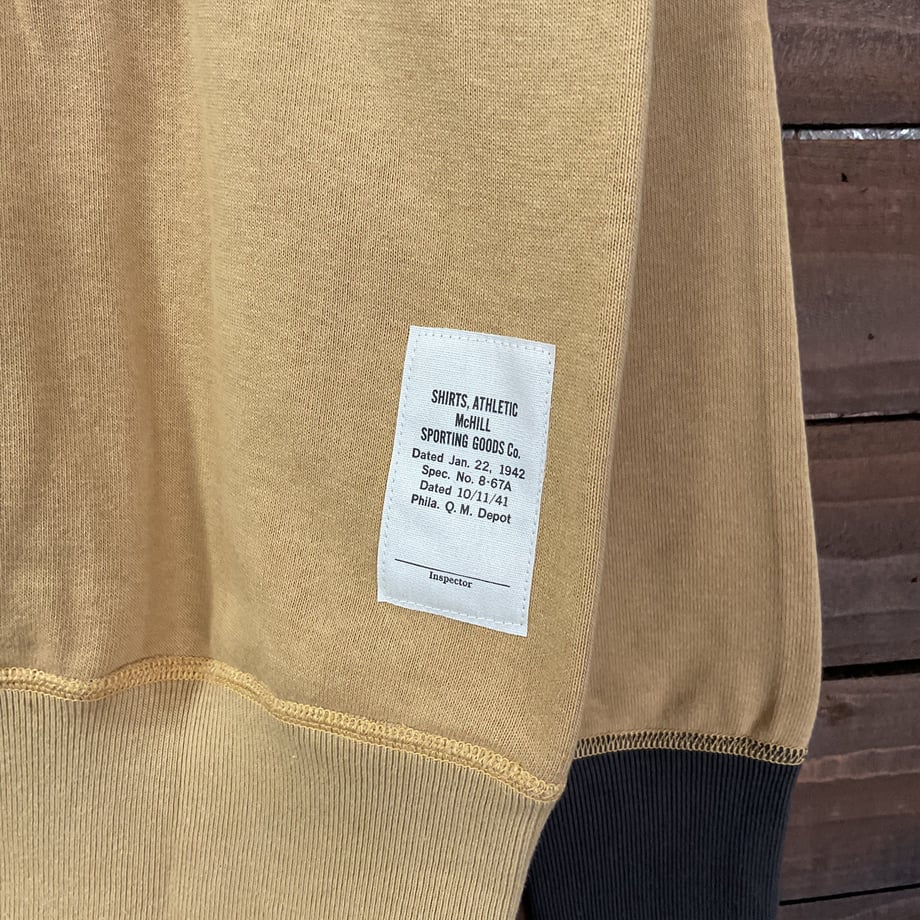 SHIRTS, ATHLETIC
McHILL
SPORTING GOODS Co.
Dated Jan. 22, 1942
Spec. No. 8-67A
Dated 10/11/41
Phila. Q. M. Depot
Inspector